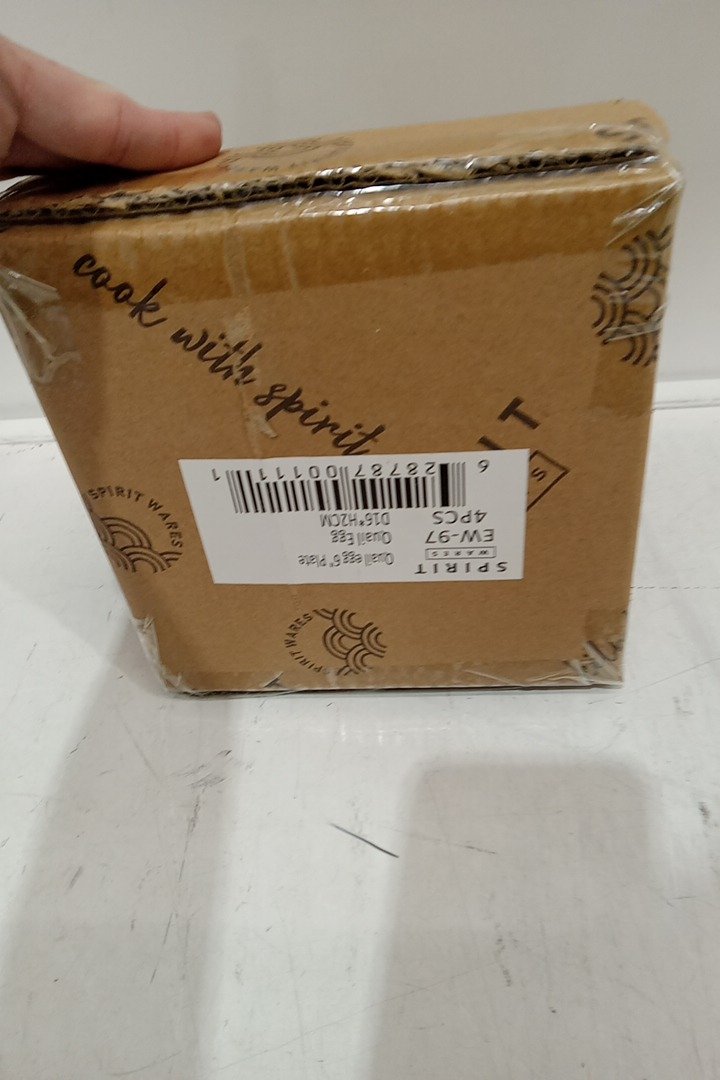 cook with spirit
SPIRIT WARES
SPIRIT
WARES
EW-97
4PCS
Quail egg 6" Plate
Quail Egg
D16*H2CM
6 28787 00111 1
SPIRIT WARES